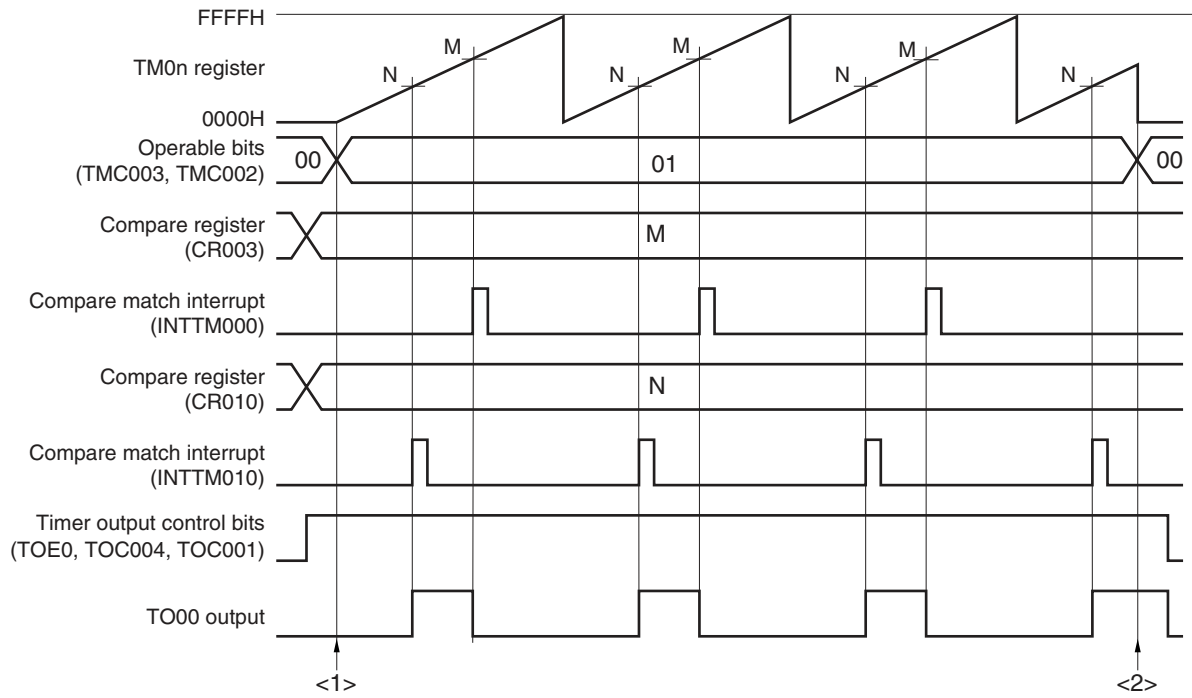 FFFFH
TM0n register
M
N
M
N
M
N
N
0000H
Operable bits
(TMC003, TMC002)
00
01
00
Compare register
(CR003)
M
Compare match interrupt
(INTTM000)
Compare register
(CR010)
N
Compare match interrupt
(INTTM010)
Timer output control bits
(TOE0, TOC004, TOC001)
TO00 output
<1>
<2>